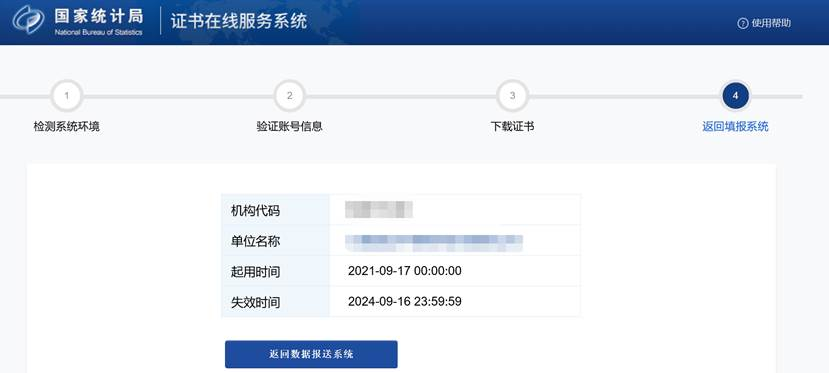 国家统计局
National Bureau of Statistics
证书在线服务系统
使用帮助
1
2
3
4
检测系统环境
验证账号信息
下载证书
返回填报系统
机构代码
单位名称
起用时间 2021-09-17 00:00:00
失效时间 2024-09-16 23:59:59
返回数据报送系统